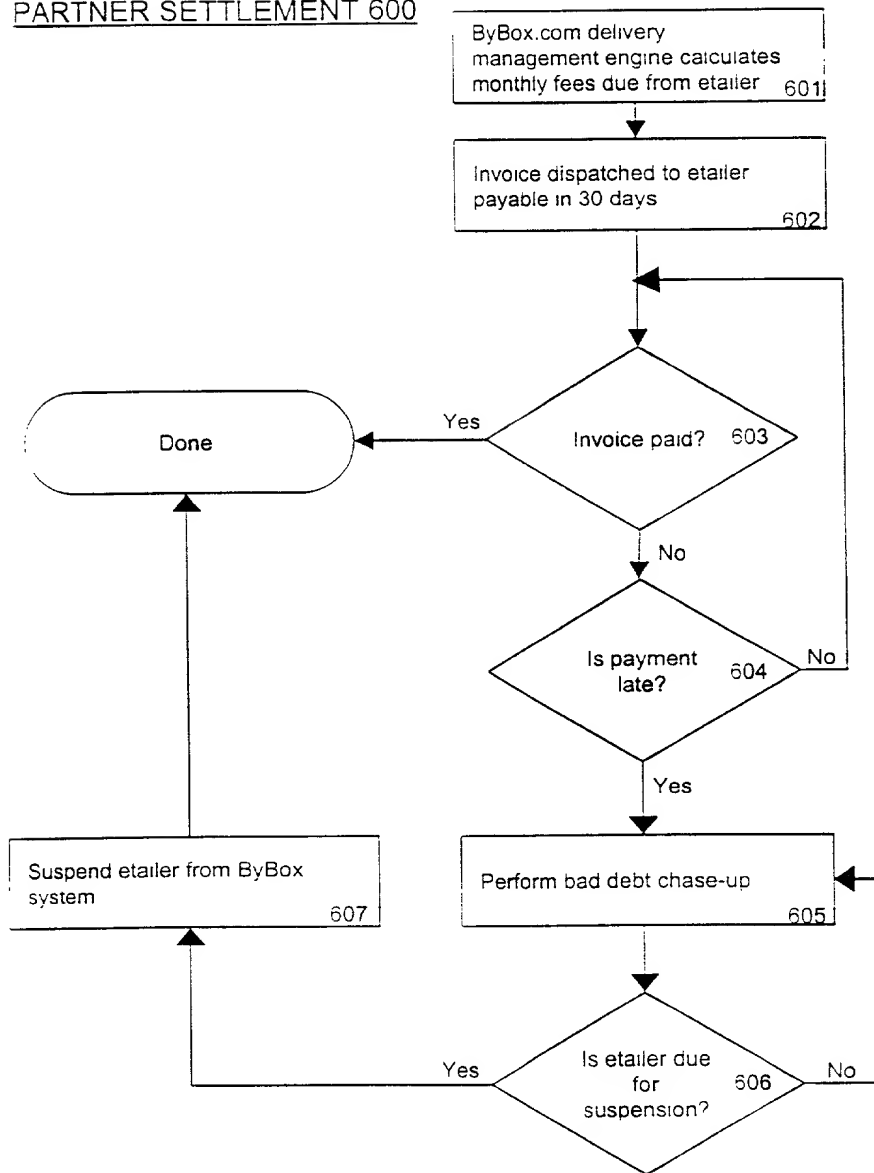 PARTNER SETTLEMENT 600
ByBox.com delivery
management engine calculates
monthly fees due from etailer
601
Invoice dispatched to etailer
payable in 30 days
602
Invoice paid? 603
Yes
Done
No
Is payment
late?
604
No
Yes
Perform bad debt chase-up
605
Suspend etailer from ByBox
system
607
Is etailer due
for
suspension?
606
Yes
No